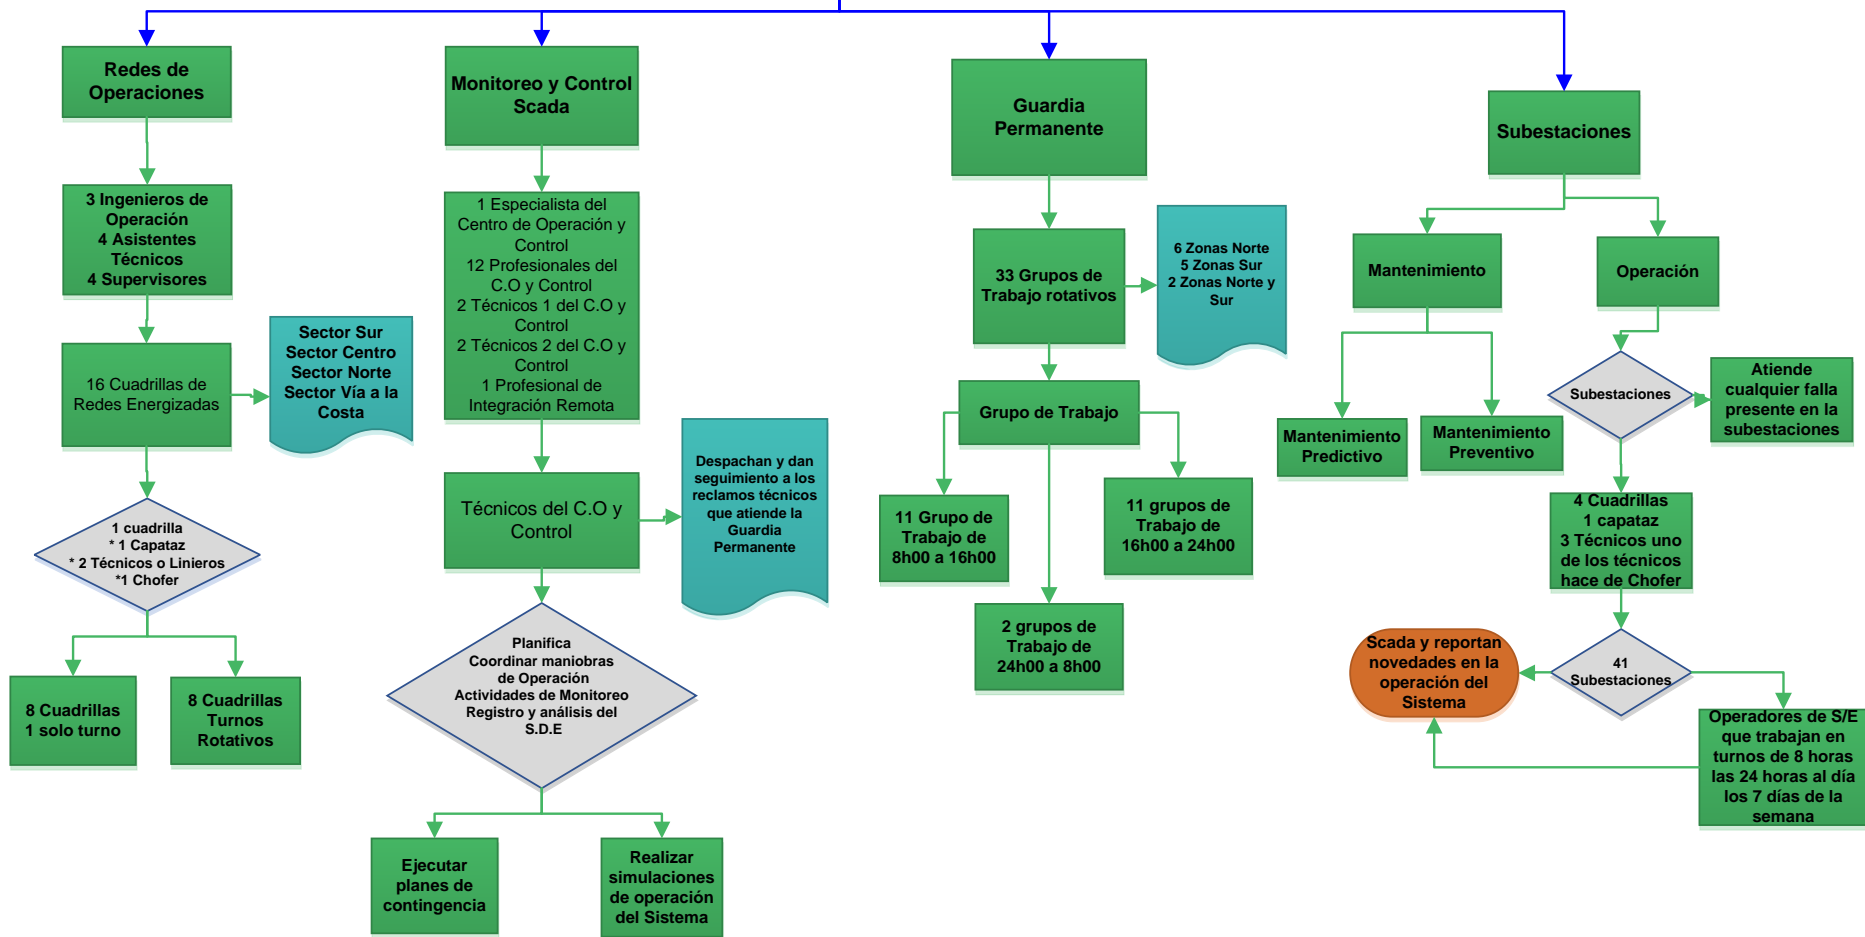 Redes de
Operaciones
Monitoreo y Control
Scada
Guardia
Permanente
Subestaciones
3 Ingenieros de
Operación
4 Asistentes
Técnicos
4 Supervisores
1 Especialista del
Centro de Operación y
Control
12 Profesionales del
C.O y Control
2 Técnicos 1 del C.O y
Control
2 Técnicos 2 del C.O y
Control
1 Profesional de
Integración Remota
33 Grupos de
Trabajo rotativos
6 Zonas Norte
5 Zonas Sur
2 Zonas Norte y
Sur
Mantenimiento
Operación
16 Cuadrillas de
Redes Energizadas
Sector Sur
Sector Centro
Sector Norte
Sector Vía a la
Costa
Grupo de Trabajo
Mantenimiento
Predictivo
Mantenimiento
Preventivo
Subestaciones
Atiende
cualquier falla
presente en la
subestaciones
1 cuadrilla
* 1 Capataz
* 2 Técnicos o Linieros
*1 Chofer
Técnicos del C.O y
Control
Despachan y dan
seguimiento a los
reclamos técnicos
que atiende la
Guardia
Permanente
11 Grupo de
Trabajo de
8h00 a 16h00
11 grupos de
Trabajo de
16h00 a 24h00
4 Cuadrillas
1 capataz
3 Técnicos uno
de los técnicos
hace de Chofer
8 Cuadrillas
1 solo turno
8 Cuadrillas
Turnos
Rotativos
Planifica
Coordinar maniobras
de Operación
Actividades de Monitoreo
Registro y análisis del
S.D.E
2 grupos de
Trabajo de
24h00 a 8h00
Scada y reportan
novedades en la
operación del
Sistema
41
Subestaciones
Operadores de S/E
que trabajan en
turnos de 8 horas
las 24 horas al día
los 7 días de la
semana
Ejecutar
planes de
contingencia
Realizar
simulaciones
de operación
del Sistema